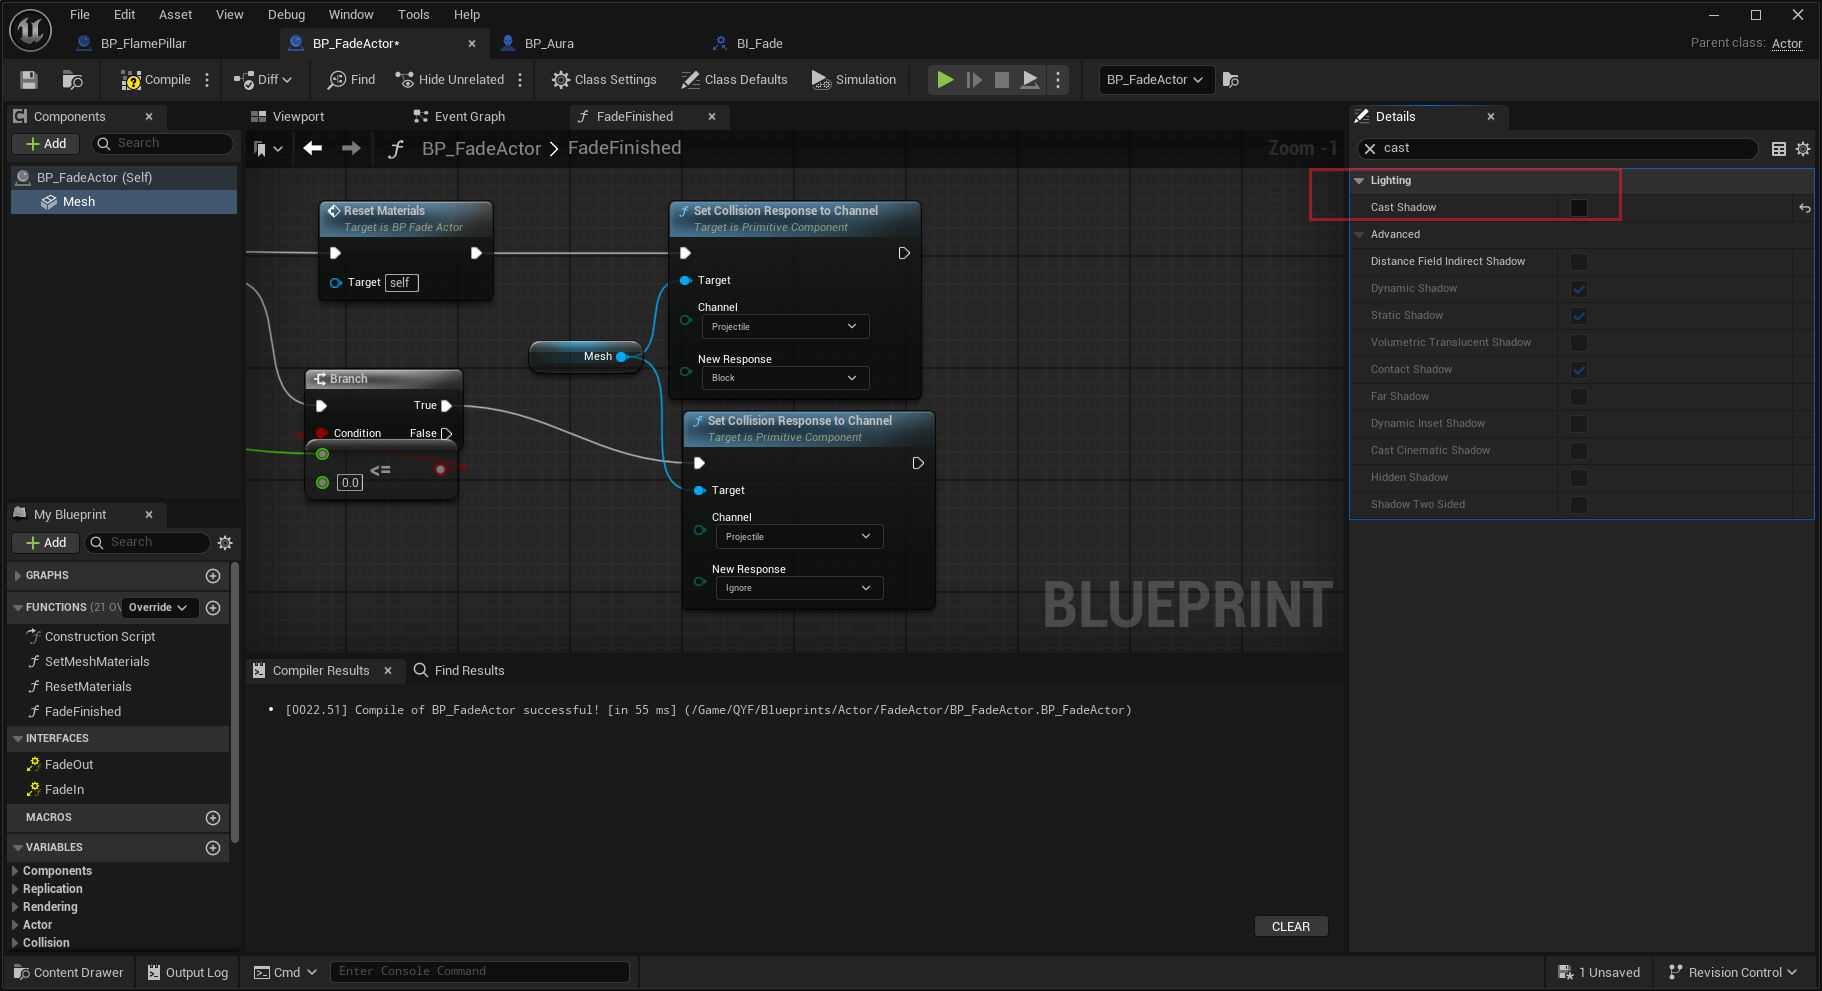 File Edit Asset View Debug Window Tools Help
BP_FlamePillar BP_FadeActor* BP_Aura BI_Fade
Parent class: Actor
Compile Diff Find Hide Unrelated Class Settings Class Defaults Simulation BP_FadeActor
Components
Add Search
BP_FadeActor (Self)
Mesh
My Blueprint
Add Search
GRAPHS
FUNCTIONS (21 OV Override
Construction Script
SetMeshMaterials
ResetMaterials
FadeFinished
INTERFACES
FadeOut
FadeIn
MACROS
VARIABLES
Components
Replication
Rendering
Actor
Collision
Viewport Event Graph FadeFinished
BP_FadeActor > FadeFinished
Zoom -1
Reset Materials
Target is BP Fade Actor
Target self
Branch
True
Condition False
0.0 <=
Mesh
Set Collision Response to Channel
Target is Primitive Component
Target
Channel
Projectile
New Response
Block
Set Collision Response to Channel
Target is Primitive Component
Target
Channel
Projectile
New Response
Ignore
BLUEPRINT
Compiler Results Find Results
• [0022.51] Compile of BP_FadeActor successful! [in 55 ms] (/Game/QYF/Blueprints/Actor/FadeActor/BP_FadeActor.BP_FadeActor)
CLEAR
Details
cast
Lighting
Cast Shadow
Advanced
Distance Field Indirect Shadow
Dynamic Shadow
Static Shadow
Volumetric Translucent Shadow
Contact Shadow
Far Shadow
Dynamic Inset Shadow
Cast Cinematic Shadow
Hidden Shadow
Shadow Two Sided
Content Drawer Output Log Cmd Enter Console Command 1 Unsaved Revision Control